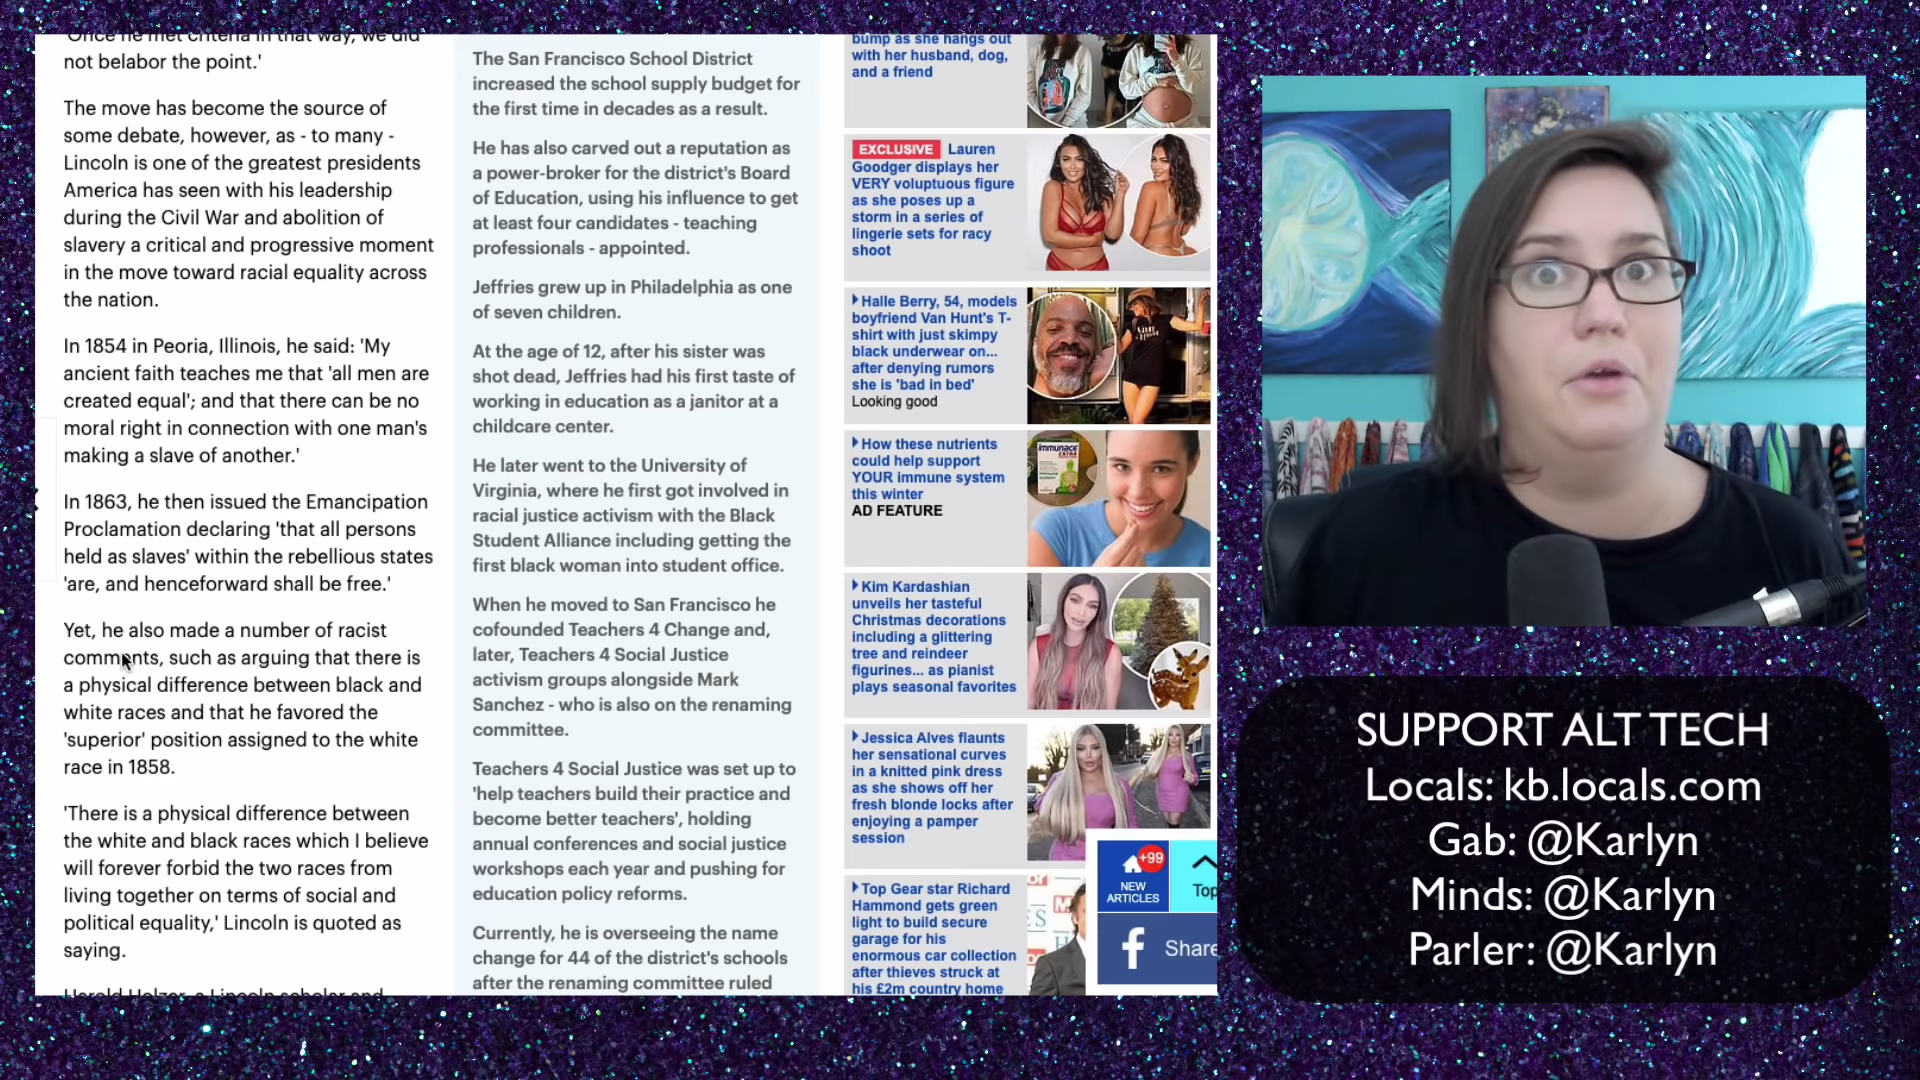 'Once he met criteria in that way, we did
not belabor the point.'
The move has become the source of
some debate, however, as - to many -
Lincoln is one of the greatest presidents
America has seen with his leadership
during the Civil War and abolition of
slavery a critical and progressive moment
in the move toward racial equality across
the nation.
In 1854 in Peoria, Illinois, he said: 'My
ancient faith teaches me that 'all men are
created equal'; and that there can be no
moral right in connection with one man's
making a slave of another.'
In 1863, he then issued the Emancipation
Proclamation declaring 'that all persons
held as slaves' within the rebellious states
'are, and henceforward shall be free.'
Yet, he also made a number of racist
comments, such as arguing that there is
a physical difference between black and
white races and that he favored the
'superior' position assigned to the white
race in 1858.
'There is a physical difference between
the white and black races which I believe
will forever forbid the two races from
living together on terms of social and
political equality,' Lincoln is quoted as
saying.
Harold Holzer, a Lincoln scholar and
The San Francisco School District
increased the school supply budget for
the first time in decades as a result.
He has also carved out a reputation as
a power-broker for the district's Board
of Education, using his influence to get
at least four candidates - teaching
professionals - appointed.
Jeffries grew up in Philadelphia as one
of seven children.
At the age of 12, after his sister was
shot dead, Jeffries had his first taste of
working in education as a janitor at a
childcare center.
He later went to the University of
Virginia, where he first got involved in
racial justice activism with the Black
Student Alliance including getting the
first black woman into student office.
When he moved to San Francisco he
cofounded Teachers 4 Change and,
later, Teachers 4 Social Justice
activism groups alongside Mark
Sanchez - who is also on the renaming
committee.
Teachers 4 Social Justice was set up to
'help teachers build their practice and
become better teachers', holding
annual conferences and social justice
workshops each year and pushing for
education policy reforms.
Currently, he is overseeing the name
change for 44 of the district's schools
after the renaming committee ruled
bump as she hangs out
with her husband, dog,
and a friend
EXCLUSIVE Lauren
Goodger displays her
VERY voluptuous figure
as she poses up a
storm in a series of
lingerie sets for racy
shoot
Halle Berry, 54, models
boyfriend Van Hunt's T-
shirt with just skimpy
black underwear on...
after denying rumors
she is 'bad in bed'
Looking good
How these nutrients
could help support
YOUR immune system
this winter
AD FEATURE
Kim Kardashian
unveils her tasteful
Christmas decorations
including a glittering
tree and reindeer
figurines... as pianist
plays seasonal favorites
Jessica Alves flaunts
her sensational curves
in a knitted pink dress
as she shows off her
fresh blonde locks after
enjoying a pamper
session
Top Gear star Richard
Hammond gets green
light to build secure
garage for his
enormous car collection
after thieves struck at
his £2m country home
+99
NEW
ARTICLES
Top
f Share
SUPPORT ALT TECH
Locals: kb.locals.com
Gab: @Karlyn
Minds: @Karlyn
Parler: @Karlyn